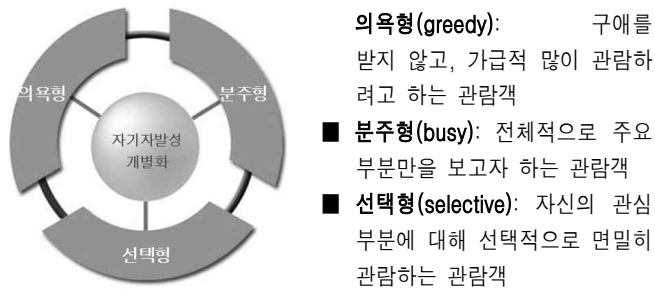 의욕형
분주형
자기자발성
개별화
선택형
의욕형(greedy): 구애를
받지 않고, 가급적 많이 관람하
려고 하는 관람객
■ 분주형(busy): 전체적으로 주요
부분만을 보고자 하는 관람객
■ 선택형(selective): 자신의 관심
부분에 대해 선택적으로 면밀히
관람하는 관람객